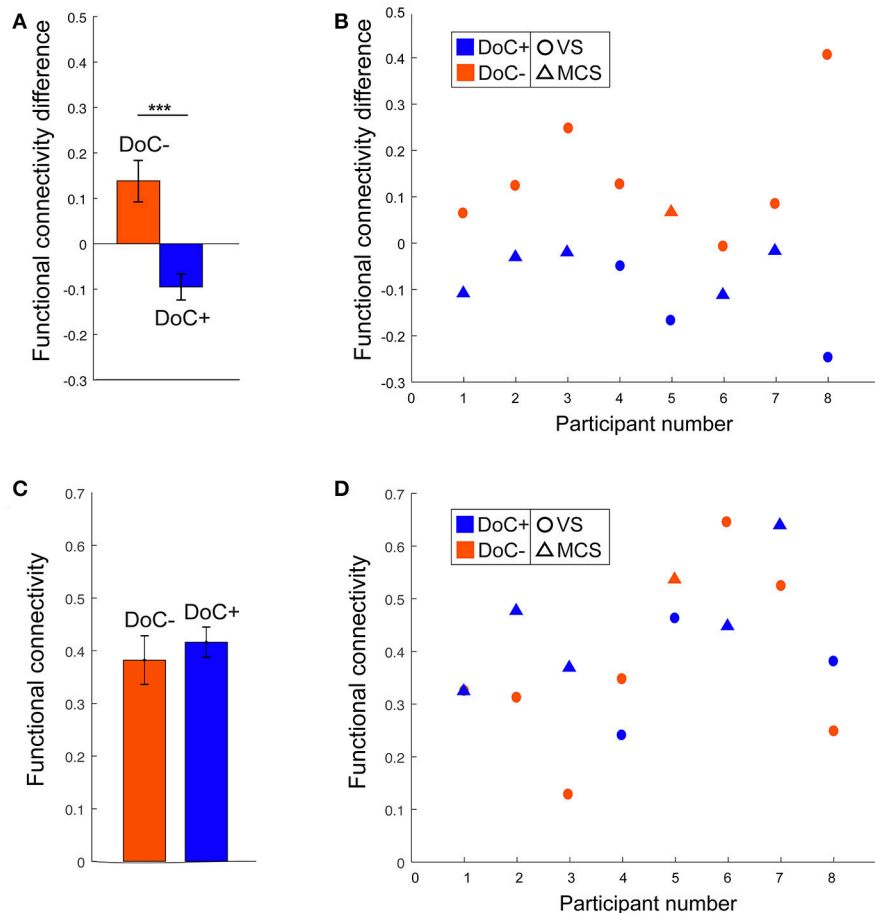 A
Functional connectivity difference
0.5
0.4
0.3
0.2
0.1
0
-0.1
-0.2
-0.3
***
DoC-
DoC+
B
Functional connectivity difference
0.5
0.4
0.3
0.2
0.1
0
-0.1
-0.2
-0.3
DoC+ VS
DoC- MCS
0 1 2 3 4 5 6 7 8
Participant number
C
Functional connectivity
0.7
0.6
0.5
0.4
0.3
0.2
0.1
0
DoC- DoC+
D
Functional connectivity
0.7
0.6
0.5
0.4
0.3
0.2
0.1
0
DoC+ VS
DoC- MCS
0 1 2 3 4 5 6 7 8
Participant number